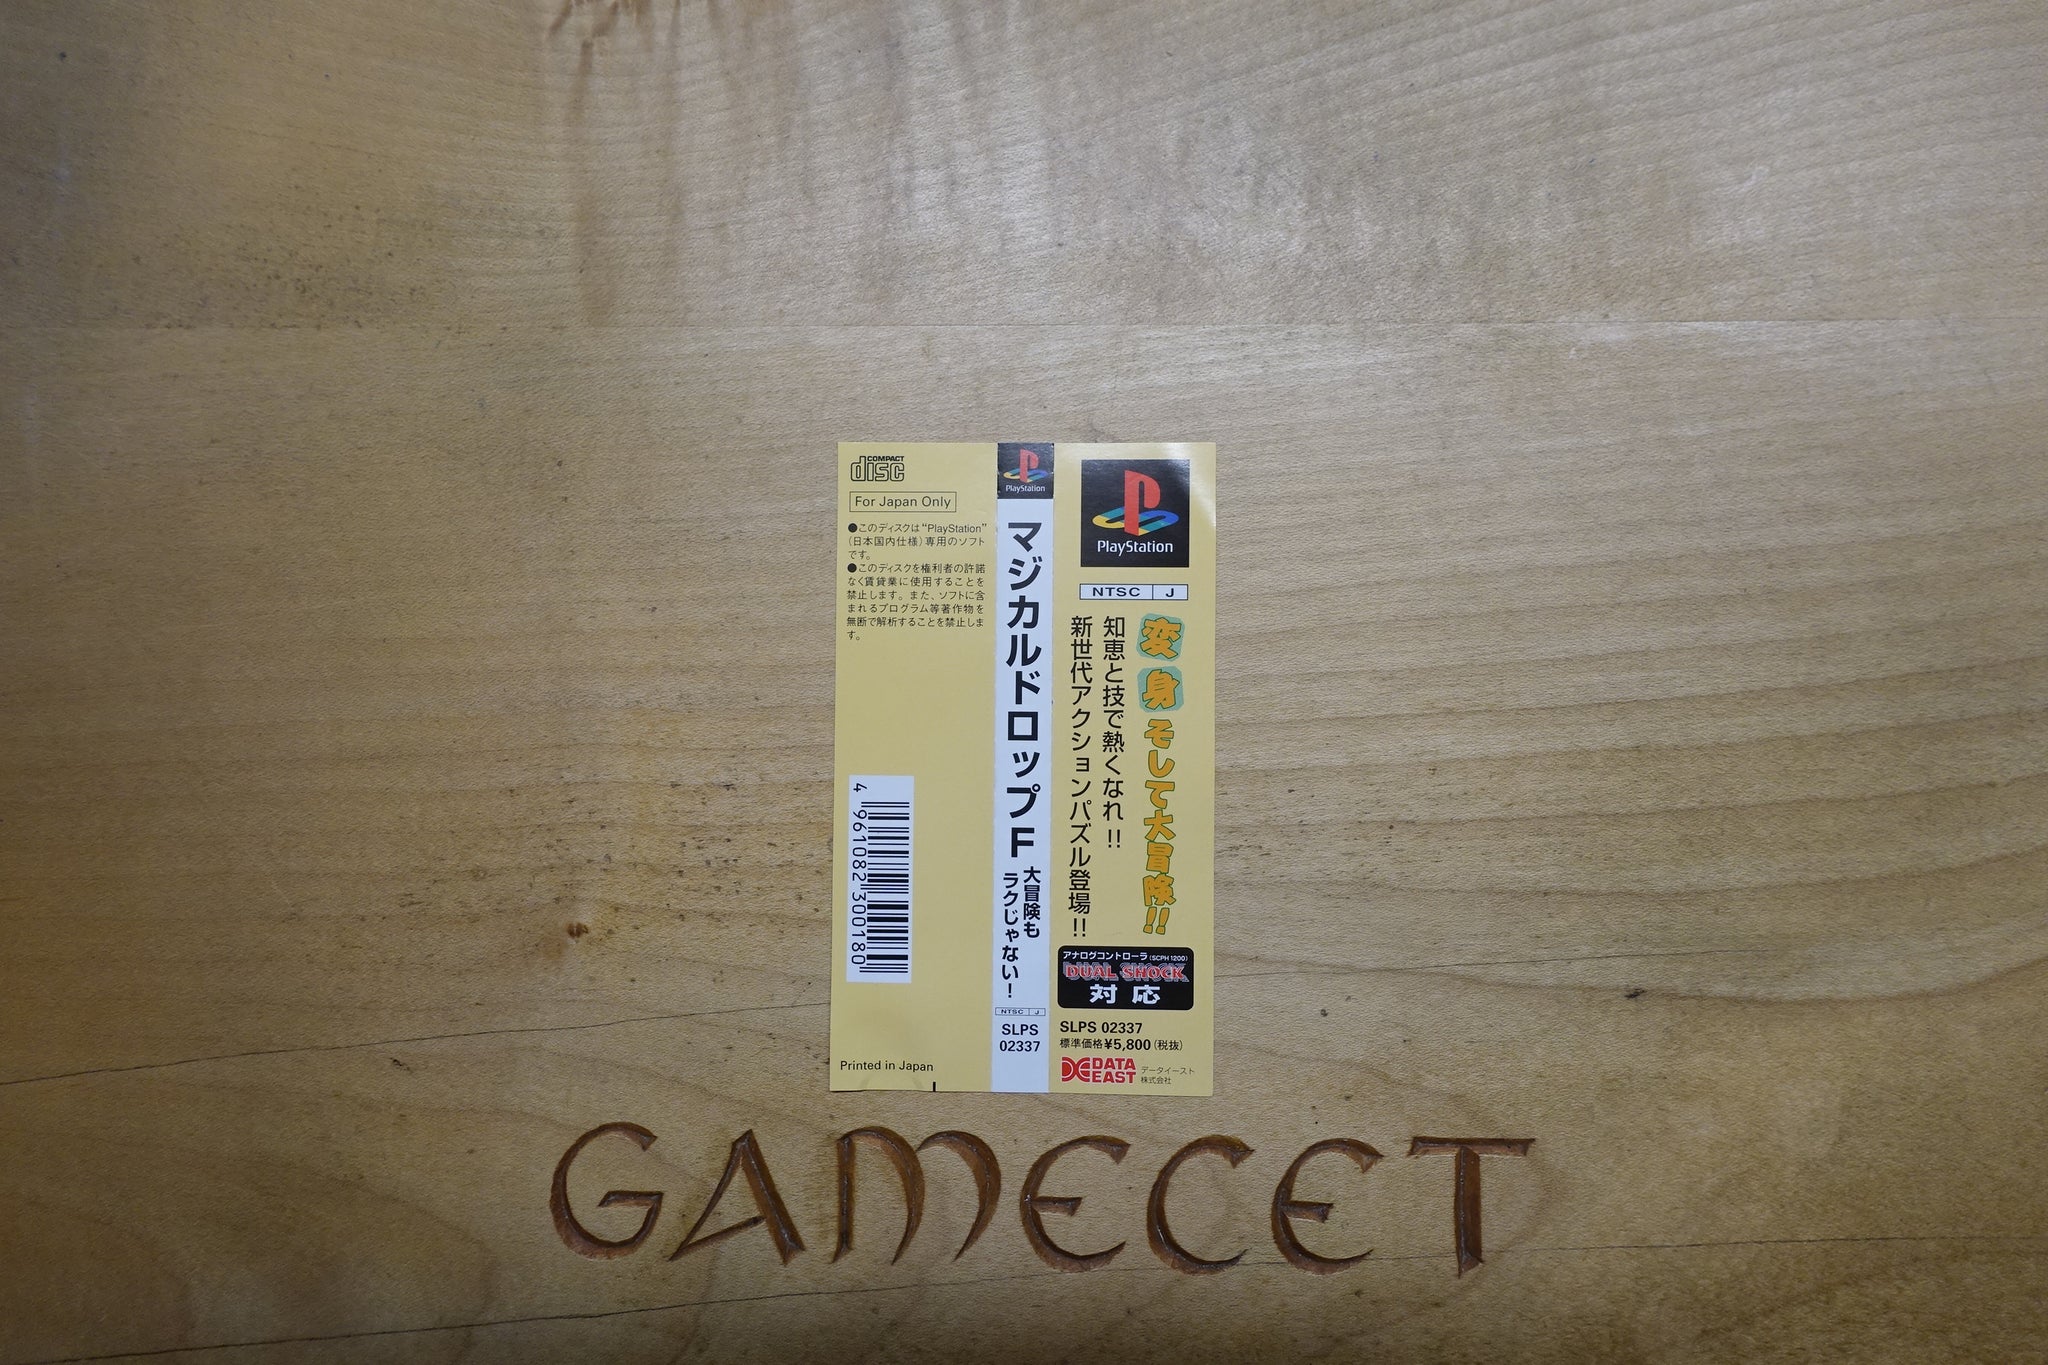 COMPACT
disc
For Japan Only
●このディスクは“PlayStation”
(日本国内仕様)専用のソフト
です。
●このディスクを権利者の許諾
なく賃貸業に使用することを
禁止します。また、ソフトに含
まれるプログラム等著作物を
無断で解析することを禁止しま
す。
4 961082 300180
Printed in Japan
PlayStation
マジカルドロップF
大冒険も
ラクじゃない!
NTSC J
SLPS
02337
PlayStation
NTSC J
変身そして大冒険!!
知恵と技で熱くなれ!!
新世代アクションパズル登場!!
アナログコントローラ(SCPH 1200)
DUAL SHOCK
対応
SLPS 02337
標準価格¥5,800(税抜)
DATA
EAST
データイースト
株式会社
GAMECET